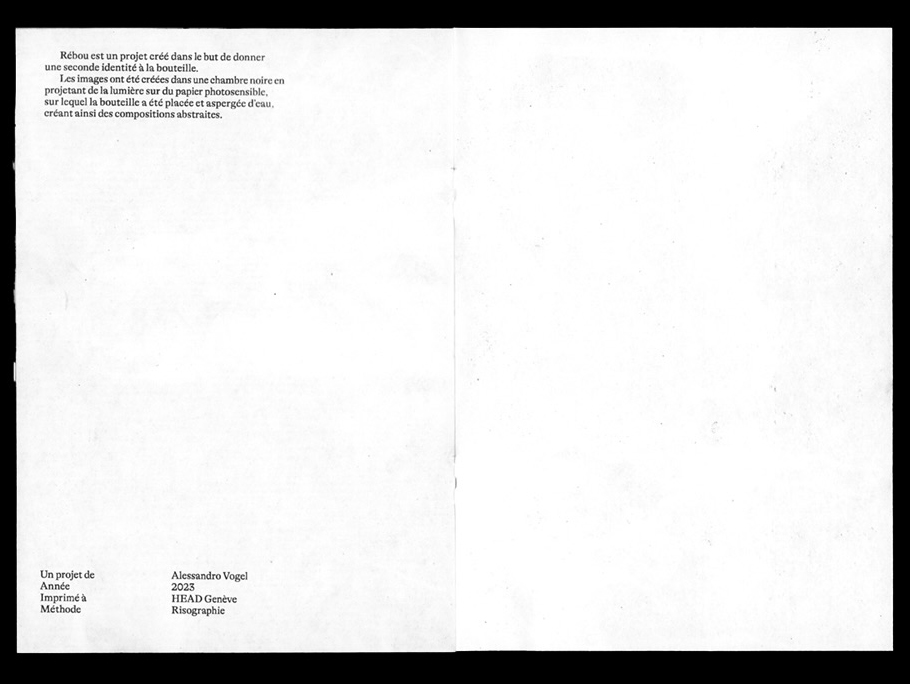 Rébou est un projet créé dans le but de donner
une seconde identité à la bouteille.
Les images ont été créées dans une chambre noire en
projetant de la lumière sur du papier photosensible,
sur lequel la bouteille a été placée et aspergée d'eau,
créant ainsi des compositions abstraites.
Un projet de Alessandro Vogel
Année 2023
Imprimé à HEAD Genève
Méthode Risographie